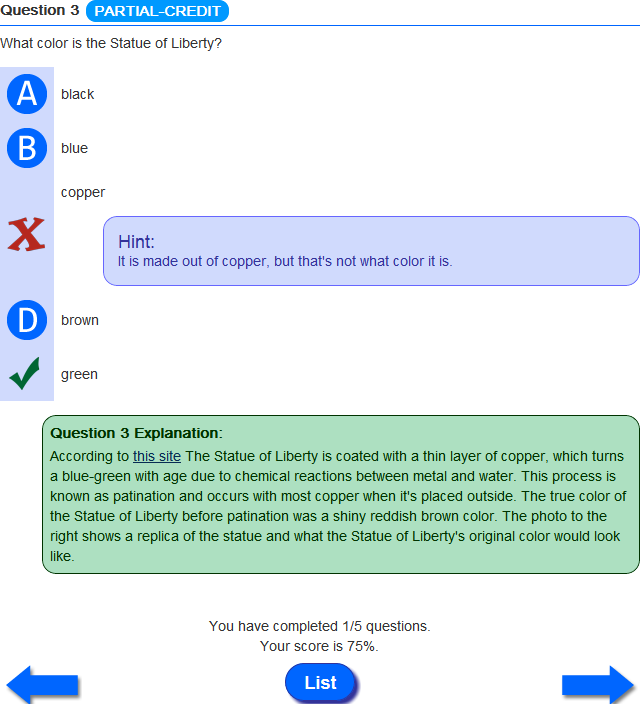 Question 3 PARTIAL-CREDIT
What color is the Statue of Liberty?
A black
B blue
copper
X
Hint:
It is made out of copper, but that's not what color it is.
D brown
green
Question 3 Explanation:
According to this site The Statue of Liberty is coated with a thin layer of copper, which turns
a blue-green with age due to chemical reactions between metal and water. This process is
known as patination and occurs with most copper when it's placed outside. The true color of
the Statue of Liberty before patination was a shiny reddish brown color. The photo to the
right shows a replica of the statue and what the Statue of Liberty's original color would look
like.
You have completed 1/5 questions.
Your score is 75%.
List